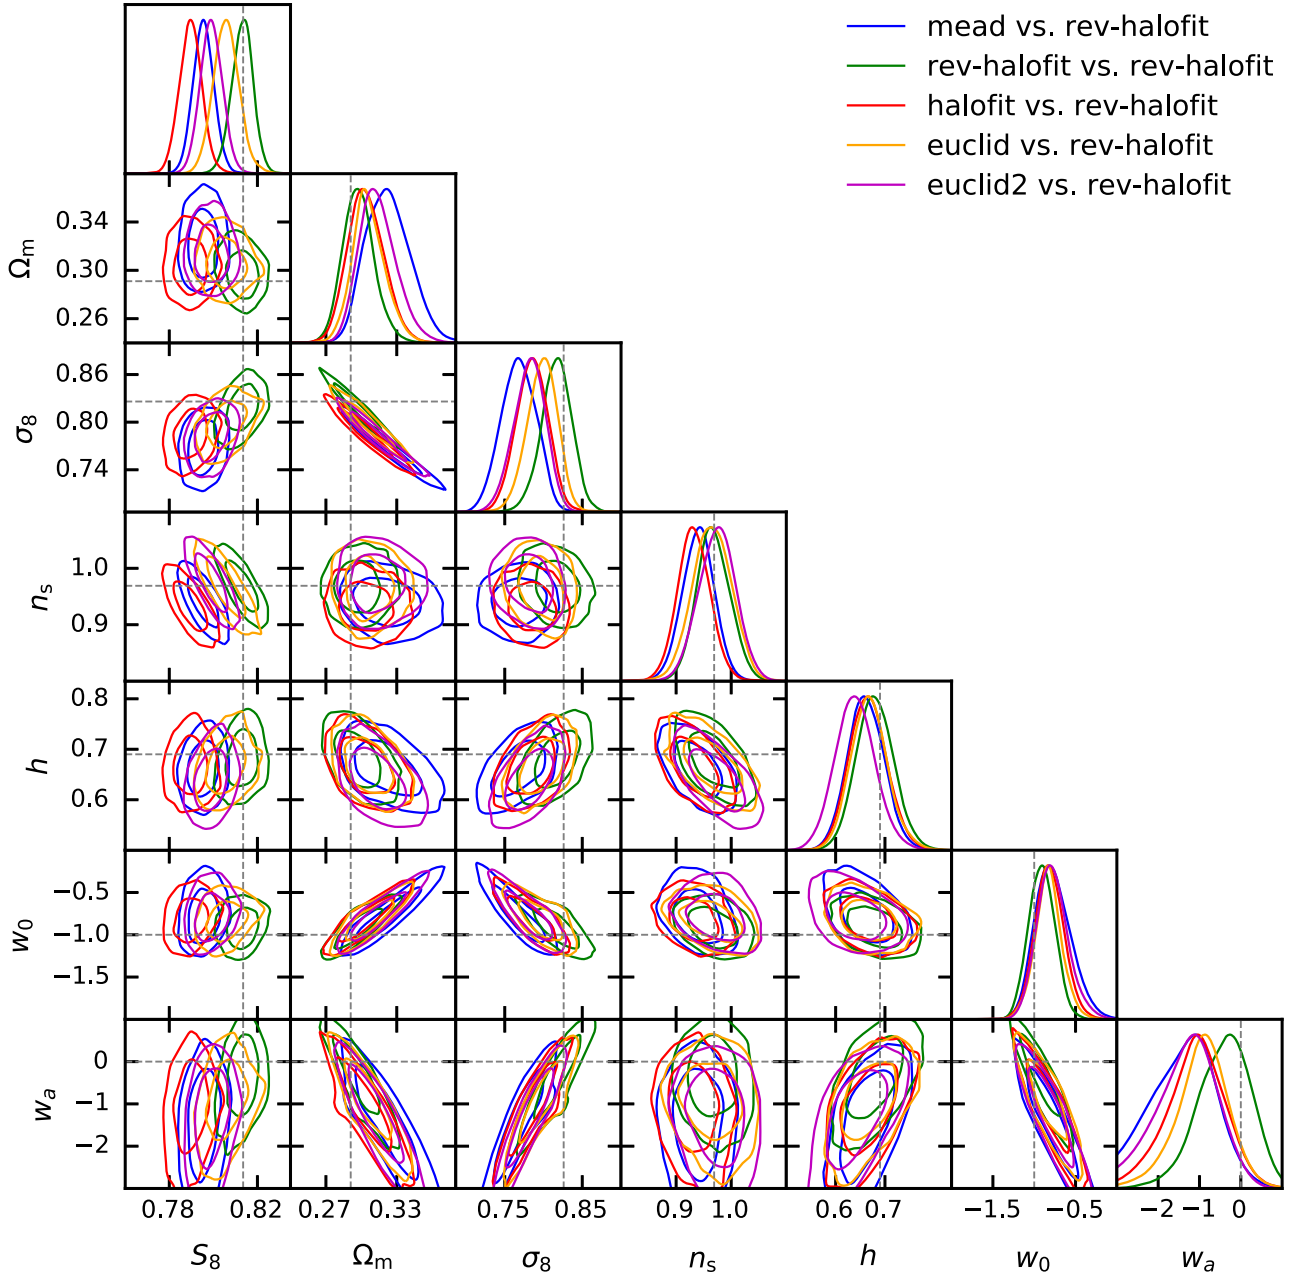 mead vs. rev-halofit
rev-halofit vs. rev-halofit
halofit vs. rev-halofit
euclid vs. rev-halofit
euclid2 vs. rev-halofit
0.34
0.30
0.26
Ωm
0.86
0.80
0.74
σ8
1.0
0.9
ns
0.8
0.7
0.6
h
−0.5
−1.0
−1.5
w0
0
−1
−2
wa
0.78 0.82 0.27 0.33 0.75 0.85 0.9 1.0 0.6 0.7 −1.5 −0.5 −2 −1 0
S8 Ωm σ8 ns h w0 wa